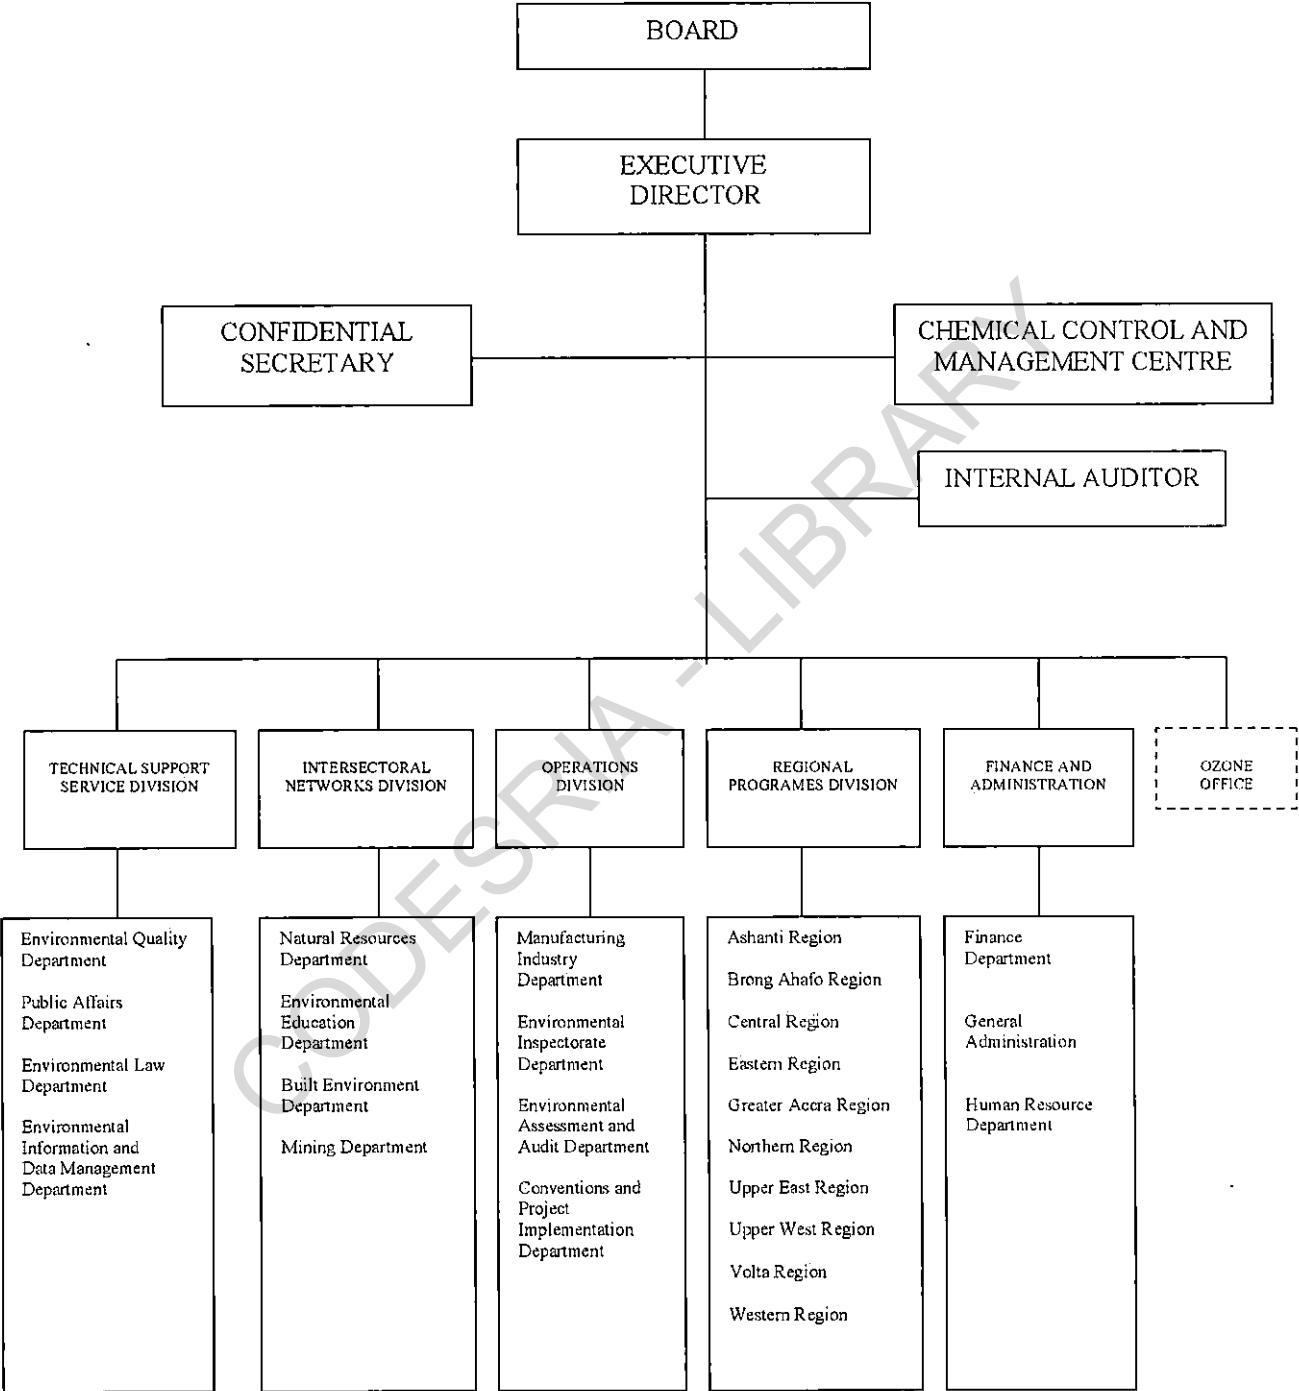 BOARD
EXECUTIVE
DIRECTOR
CONFIDENTIAL
SECRETARY
CHEMICAL CONTROL AND
MANAGEMENT CENTRE
INTERNAL AUDITOR
TECHNICAL SUPPORT
SERVICE DIVISION
INTERSECTORAL
NETWORKS DIVISION
OPERATIONS
DIVISION
REGIONAL
PROGRAMES DIVISION
FINANCE AND
ADMINISTRATION
OZONE
OFFICE
Environmental Quality
Department
Public Affairs
Department
Environmental Law
Department
Environmental
Information and
Data Management
Department
Natural Resources
Department
Environmental
Education
Department
Built Environment
Department
Mining Department
Manufacturing
Industry
Department
Environmental
Inspectorate
Department
Environmental
Assessment and
Audit Department
Conventions and
Project
Implementation
Department
Ashanti Region
Brong Ahafo Region
Central Region
Eastern Region
Greater Accra Region
Northern Region
Upper East Region
Upper West Region
Volta Region
Western Region
Finance
Department
General
Administration
Human Resource
Department
CODESRIA - LIBRARY